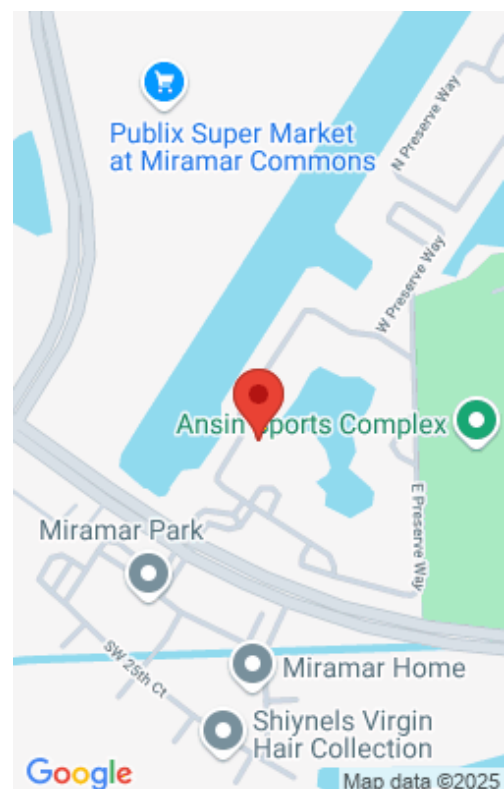 Publix Super Market
at Miramar Commons
N Preserve Way
W Preserve Way
Ansin Sports Complex
E Preserve Way
Miramar Park
SW 25th Ct
Miramar Home
Shiynels Virgin
Hair Collection
Google
Map data ©2025